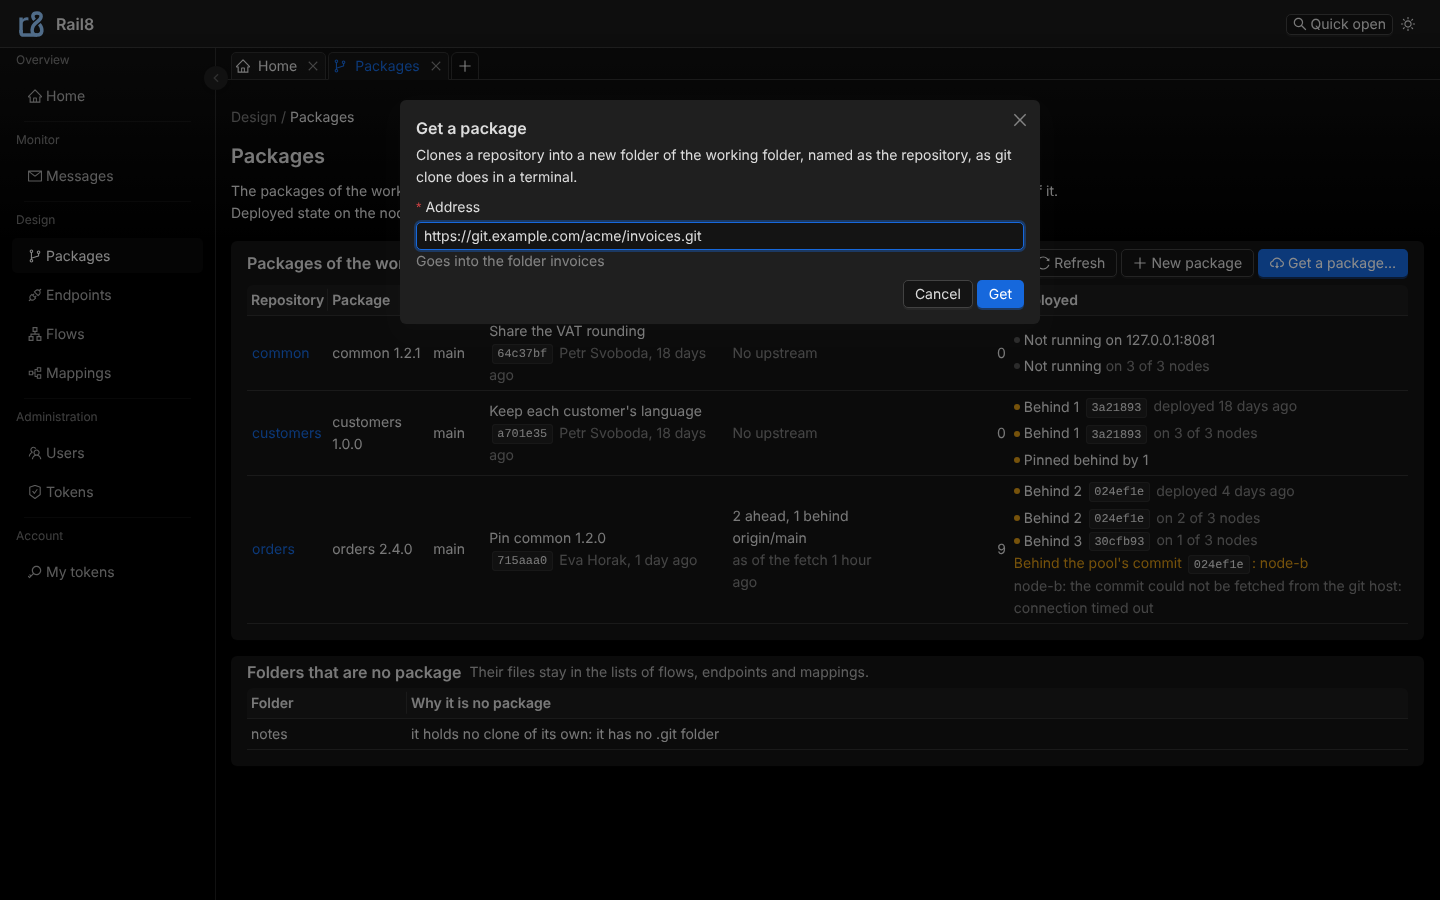 Rail8
Quick open
Overview
Home
Monitor
Messages
Design
Packages
Endpoints
Flows
Mappings
Administration
Users
Tokens
Account
My tokens
Home
Packages
Design / Packages
Packages
The packages of the work
f it.
Deployed state on the noc
Get a package
Clones a repository into a new folder of the working folder, named as the repository, as git
clone does in a terminal.
* Address
https://git.example.com/acme/invoices.git
Goes into the folder invoices
Cancel
Get
Packages of the wor
Refresh
New package
Get a package...
Repository Package
loyed
common common 1.2.1 main
Share the VAT rounding
64c37bf Petr Svoboda, 18 days
ago
No upstream
0
Not running on 127.0.0.1:8081
Not running on 3 of 3 nodes
customers
customers
1.0.0
main
Keep each customer's language
a701e35 Petr Svoboda, 18 days
ago
No upstream
0
Behind 1 3a21893 deployed 18 days ago
Behind 1 3a21893 on 3 of 3 nodes
Pinned behind by 1
orders orders 2.4.0 main
Pin common 1.2.0
715aaa0 Eva Horak, 1 day ago
2 ahead, 1 behind
origin/main
as of the fetch 1 hour
ago
9
Behind 2 024ef1e deployed 4 days ago
Behind 2 024ef1e on 2 of 3 nodes
Behind 3 30cfb93 on 1 of 3 nodes
Behind the pool's commit 024ef1e : node-b
node-b: the commit could not be fetched from the git host:
connection timed out
Folders that are no package Their files stay in the lists of flows, endpoints and mappings.
Folder Why it is no package
notes it holds no clone of its own: it has no .git folder